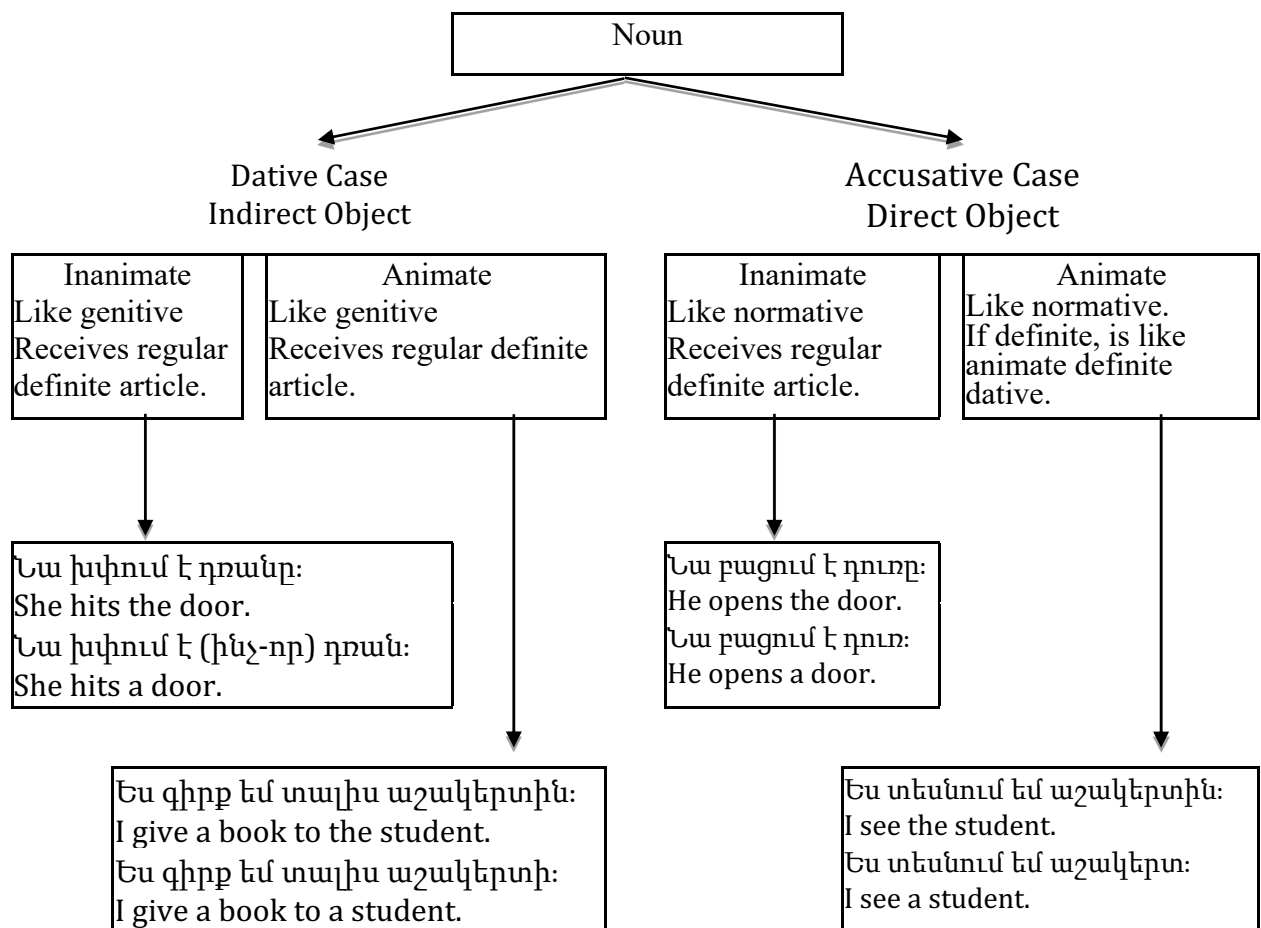 Noun
Dative Case
Indirect Object
Accusative Case
Direct Object
Inanimate
Like genitive
Receives regular
definite article.
Animate
Like genitive
Receives regular definite
article.
Inanimate
Like normative
Receives regular
definite article.
Animate
Like normative.
If definite, is like
animate definite
dative.
Նա խփում է դռանը։
She hits the door.
Նա խփում է (ինչ-որ) դռան։
She hits a door.
Նա բացում է դուռը։
He opens the door.
Նա բացում է դուռ։
He opens a door.
Ես գիրք եմ տալիս աշակերտին։
I give a book to the student.
Ես գիրք եմ տալիս աշակերտի։
I give a book to a student.
Ես տեսնում եմ աշակերտին։
I see the student.
Ես տեսնում եմ աշակերտ։
I see a student.